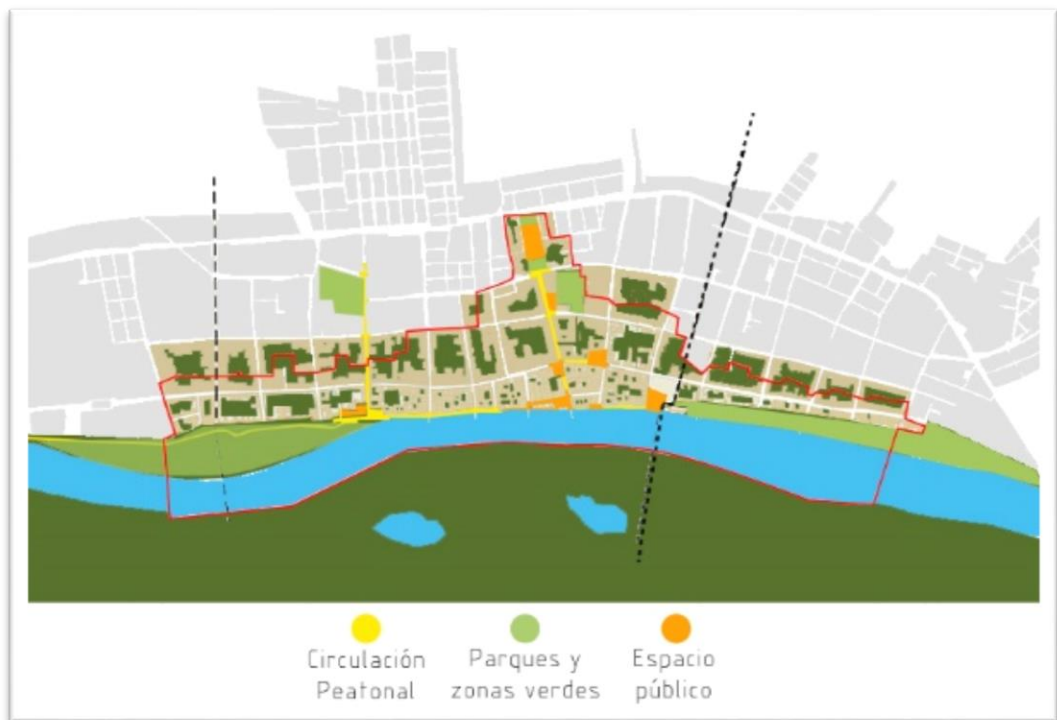 Circulación
Peatonal
Parques y
zonas verdes
Espacio
público